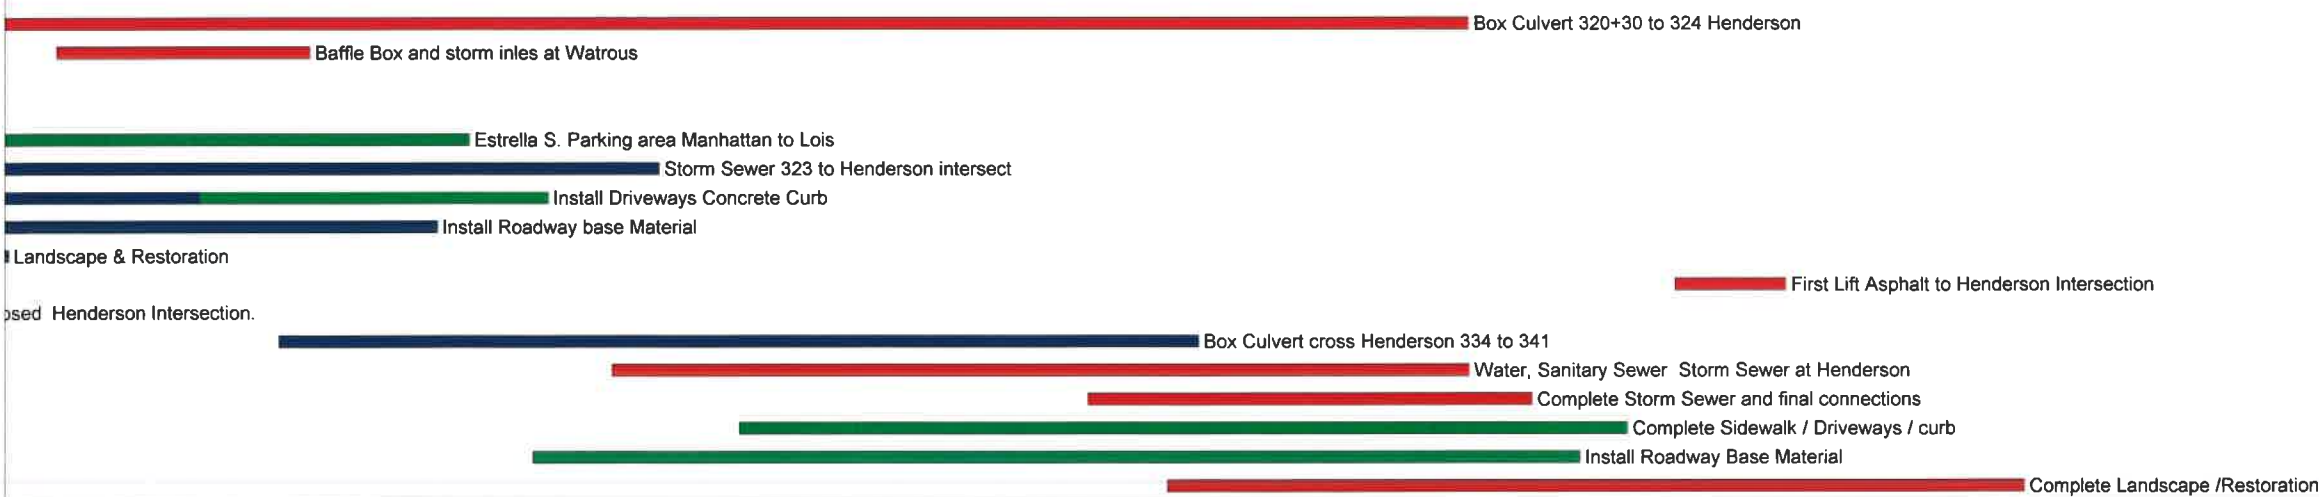 Box Culvert 320+30 to 324 Henderson
Baffle Box and storm inles at Watrous
Estrella S. Parking area Manhattan to Lois
Storm Sewer 323 to Henderson intersect
Install Driveways Concrete Curb
Install Roadway base Material
Landscape & Restoration
First Lift Asphalt to Henderson Intersection
Henderson Intersection.
Box Culvert cross Henderson 334 to 341
Water, Sanitary Sewer Storm Sewer at Henderson
Complete Storm Sewer and final connections
Complete Sidewalk / Driveways / curb
Install Roadway Base Material
Complete Landscape /Restoration